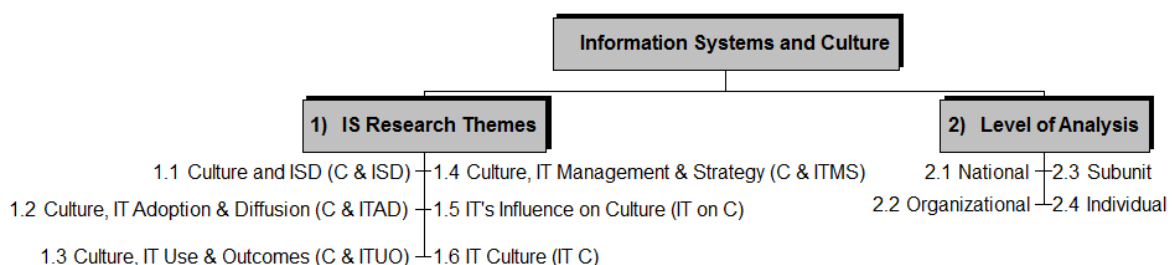 Information Systems and Culture
1) IS Research Themes
2) Level of Analysis
1.1 Culture and ISD (C & ISD)
1.4 Culture, IT Management & Strategy (C & ITMS)
1.2 Culture, IT Adoption & Diffusion (C & ITAD)
1.5 IT's Influence on Culture (IT on C)
1.3 Culture, IT Use & Outcomes (C & ITUO)
1.6 IT Culture (IT C)
2.1 National
2.3 Subunit
2.2 Organizational
2.4 Individual